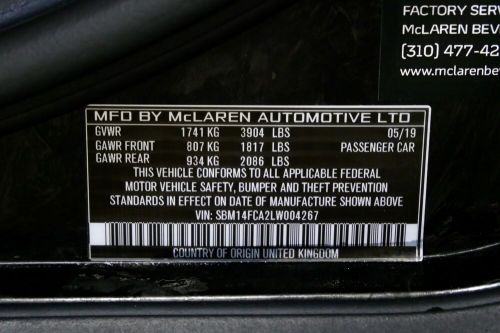 FACTORY SERV
McLAREN BEV
(310) 477-42
www.mclarenbev
MFD BY McLAREN AUTOMOTIVE LTD
GVWR 1741 KG 3904 LBS 05/19
GAWR FRONT 807 KG 1817 LBS PASSENGER CAR
GAWR REAR 934 KG 2086 LBS
THIS VEHICLE CONFORMS TO ALL APPLICABLE FEDERAL
MOTOR VEHICLE SAFETY, BUMPER AND THEFT PREVENTION
STANDARDS IN EFFECT ON DATE OF MANUFACTURE SHOWN ABOVE
VIN: SBM14FCA2LW004267
COUNTRY OF ORIGIN UNITED KINGDOM